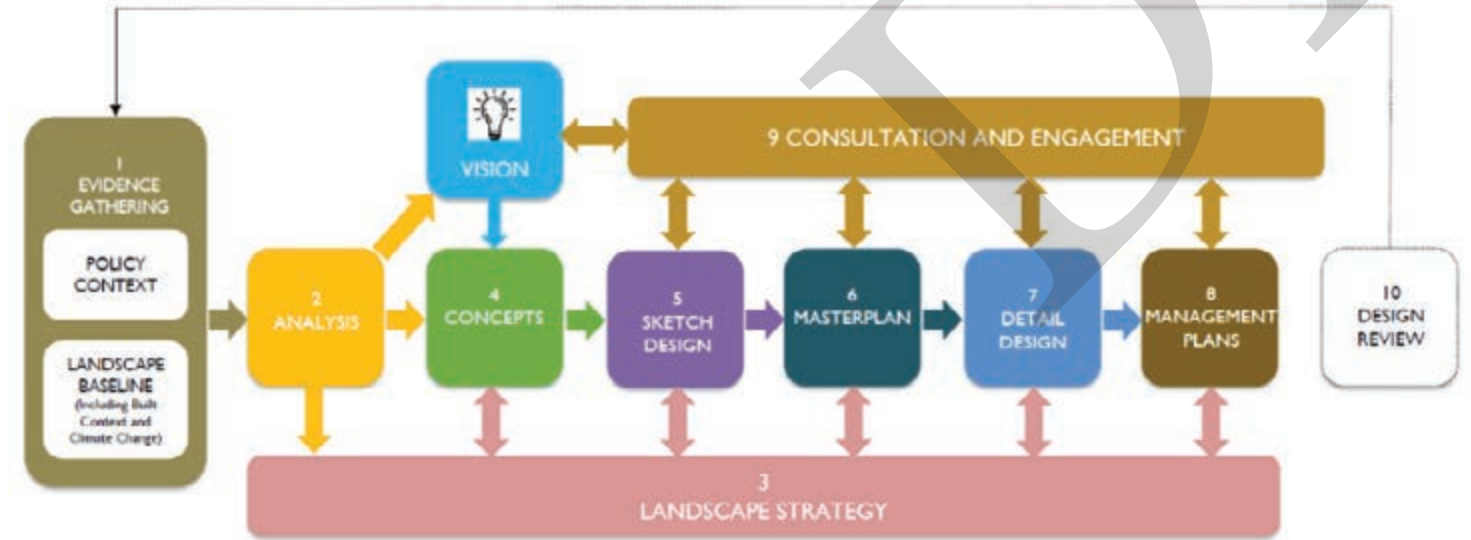 1
EVIDENCE
GATHERING
POLICY
CONTEXT
LANDSCAPE
BASELINE
(Including Built
Context and
Climate Change)
2
ANALYSIS
VISION
4
CONCEPTS
9 CONSULTATION AND ENGAGEMENT
5
SKETCH
DESIGN
6
MASTERPLAN
7
DETAIL
DESIGN
8
MANAGEMENT
PLANS
10
DESIGN
REVIEW
3
LANDSCAPE STRATEGY